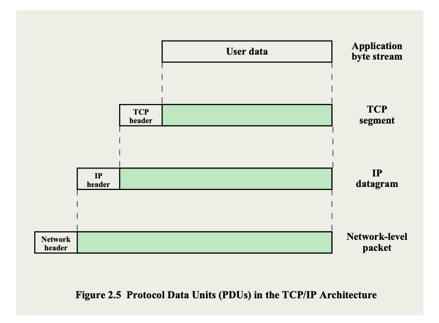 User data
Application
byte stream
TCP
header
TCP
segment
IP
header
IP
datagram
Network
header
Network-level
packet
Figure 2.5 Protocol Data Units (PDUs) in the TCP/IP Architecture